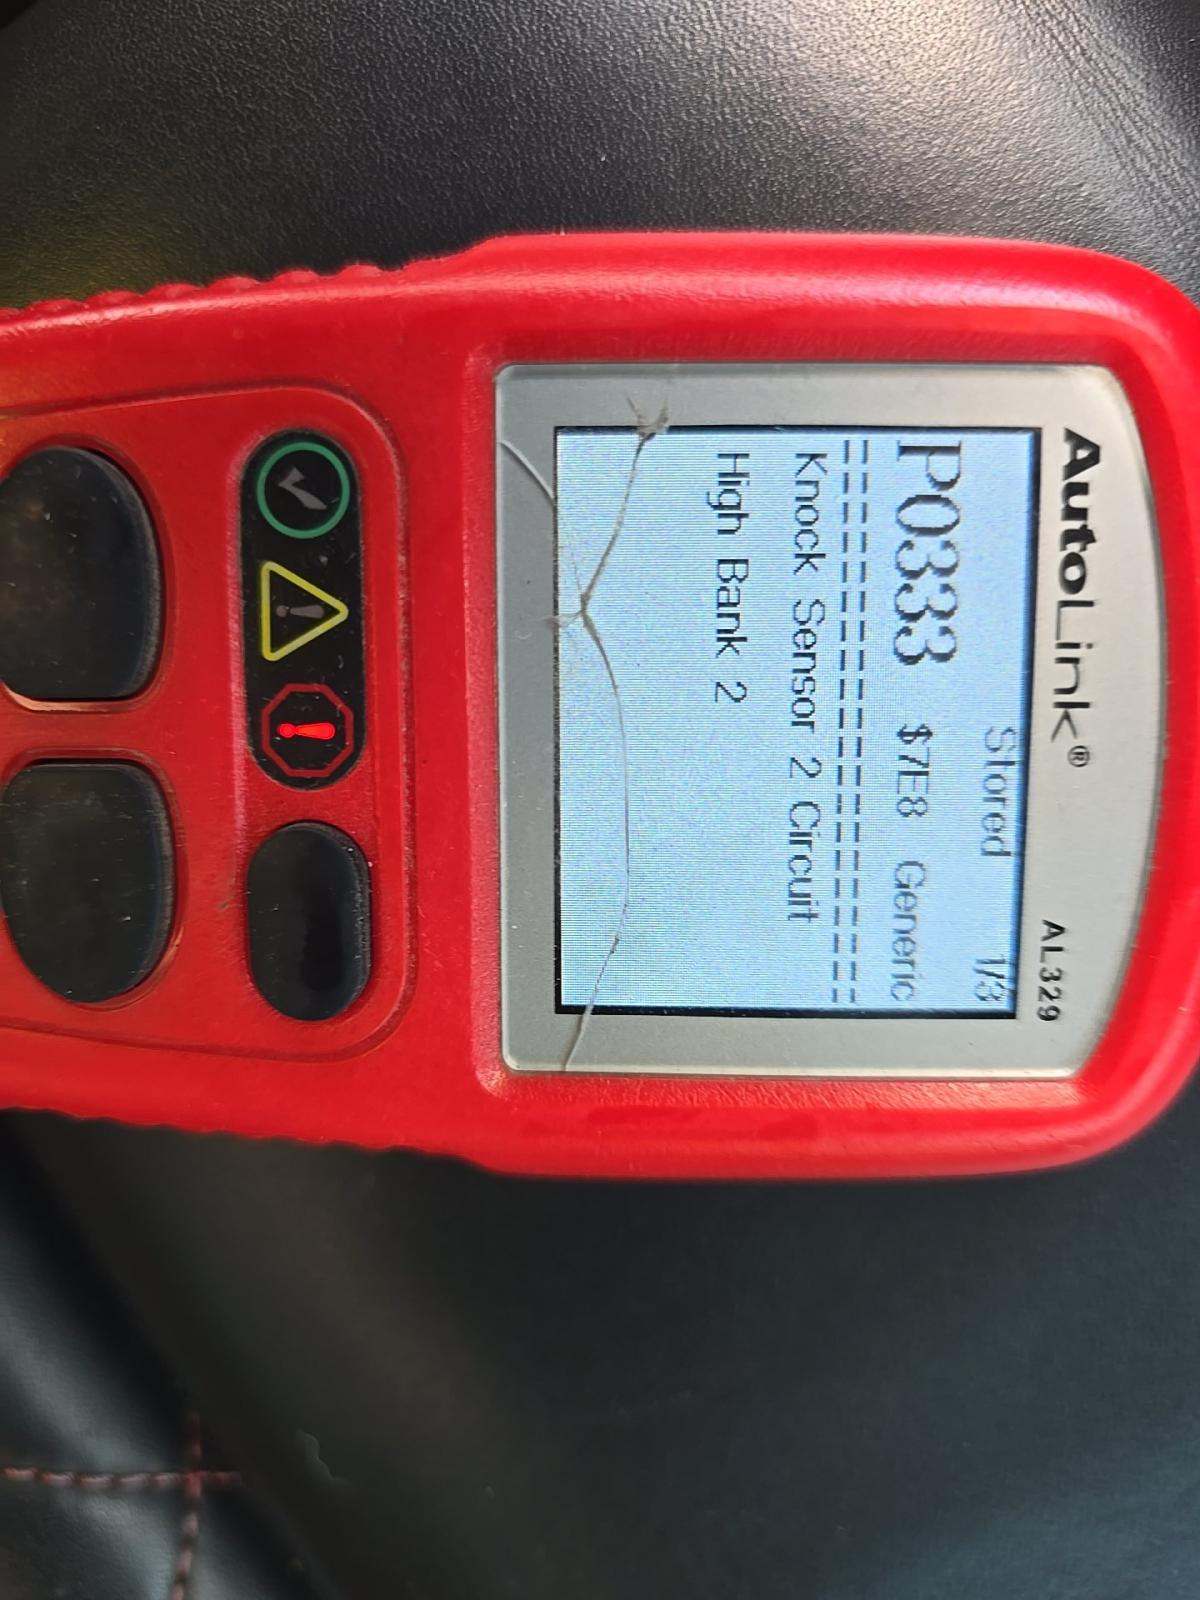 AutoLink® AL329
Stored 1/3
P0333 $7E8 Generic
Knock Sensor 2 Circuit
High Bank 2